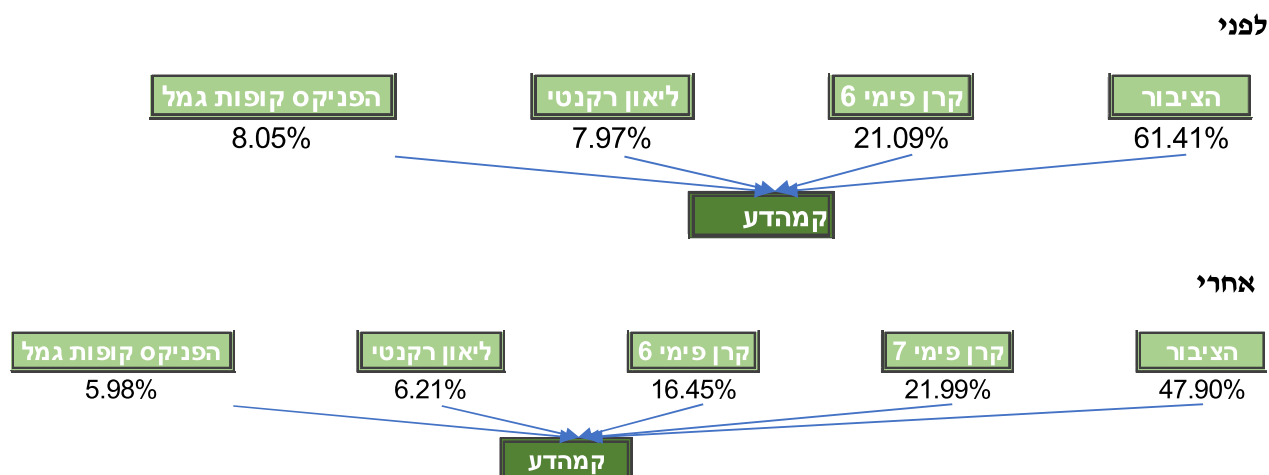 לפני
הציבור קרן פימי 6 ליאון רקנטי הפניקס קופות גמל
61.41% 21.09% 7.97% 8.05%
קמהדע
אחרי
הציבור קרן פימי 7 קרן פימי 6 ליאון רקנטי הפניקס קופות גמל
47.90% 21.99% 16.45% 6.21% 5.98%
קמהדע